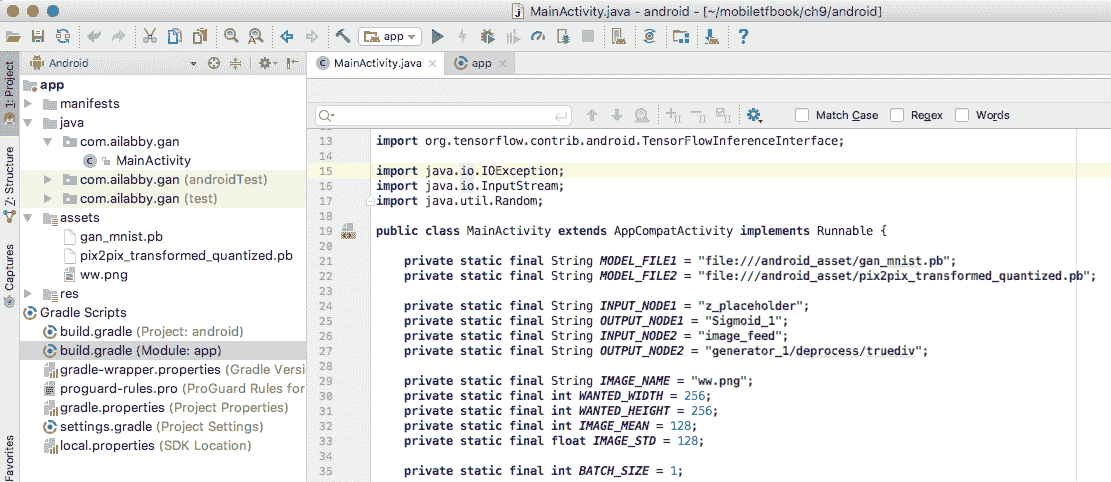 MainActivity.java - android - [~/mobiletfbook/ch9/android]
app
Android
MainActivity.java
app
1: Project
Z: Structure
Captures
Favorites
app
manifests
java
com.ailabby.gan
MainActivity
com.ailabby.gan (androidTest)
com.ailabby.gan (test)
assets
gan_mnist.pb
pix2pix_transformed_quantized.pb
ww.png
res
Gradle Scripts
build.gradle (Project: android)
build.gradle (Module: app)
gradle-wrapper.properties (Gradle Versi
proguard-rules.pro (ProGuard Rules for
gradle.properties (Project Properties)
settings.gradle (Project Settings)
local.properties (SDK Location)
Match Case Regex Words
13 import org.tensorflow.contrib.android.TensorFlowInferenceInterface;
14
15 import java.io.IOException;
16 import java.io.InputStream;
17 import java.util.Random;
18
19 public class MainActivity extends AppCompatActivity implements Runnable {
20
21 private static final String MODEL_FILE1 = "file:///android_asset/gan_mnist.pb";
22 private static final String MODEL_FILE2 = "file:///android_asset/pix2pix_transformed_quantized.pb";
23
24 private static final String INPUT_NODE1 = "z_placeholder";
25 private static final String OUTPUT_NODE1 = "Sigmoid_1";
26 private static final String INPUT_NODE2 = "image_feed";
27 private static final String OUTPUT_NODE2 = "generator_1/deprocess/truediv";
28
29 private static final String IMAGE_NAME = "ww.png";
30 private static final int WANTED_WIDTH = 256;
31 private static final int WANTED_HEIGHT = 256;
32 private static final int IMAGE_MEAN = 128;
33 private static final float IMAGE_STD = 128;
34
35 private static final int BATCH_SIZE = 1;